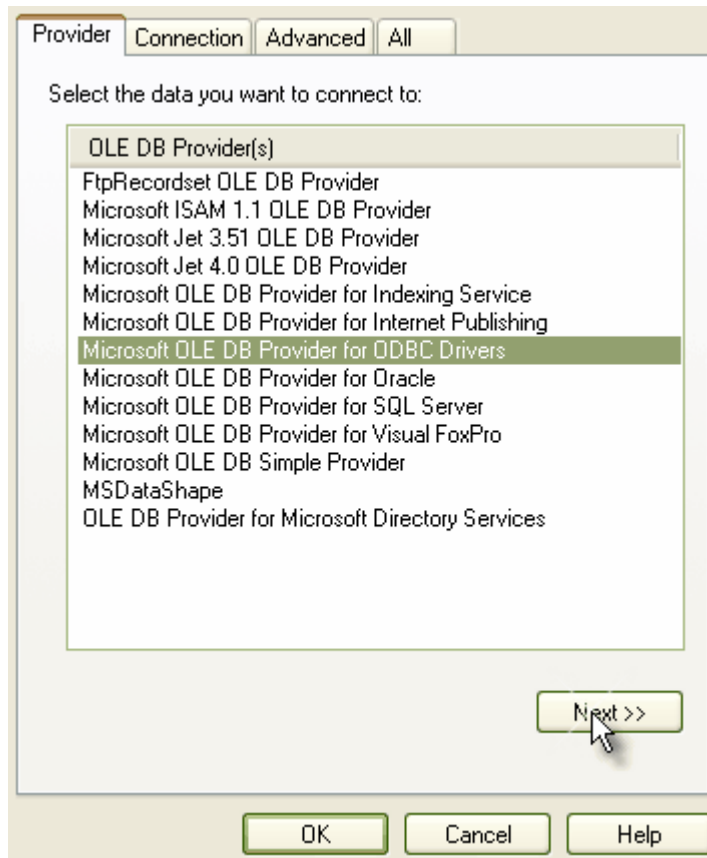 Provider Connection Advanced All
Select the data you want to connect to:
OLE DB Provider(s)
FtpRecordset OLE DB Provider
Microsoft ISAM 1.1 OLE DB Provider
Microsoft Jet 3.51 OLE DB Provider
Microsoft Jet 4.0 OLE DB Provider
Microsoft OLE DB Provider for Indexing Service
Microsoft OLE DB Provider for Internet Publishing
Microsoft OLE DB Provider for ODBC Drivers
Microsoft OLE DB Provider for Oracle
Microsoft OLE DB Provider for SQL Server
Microsoft OLE DB Provider for Visual FoxPro
Microsoft OLE DB Simple Provider
MSDataShape
OLE DB Provider for Microsoft Directory Services
Next >>
OK Cancel Help